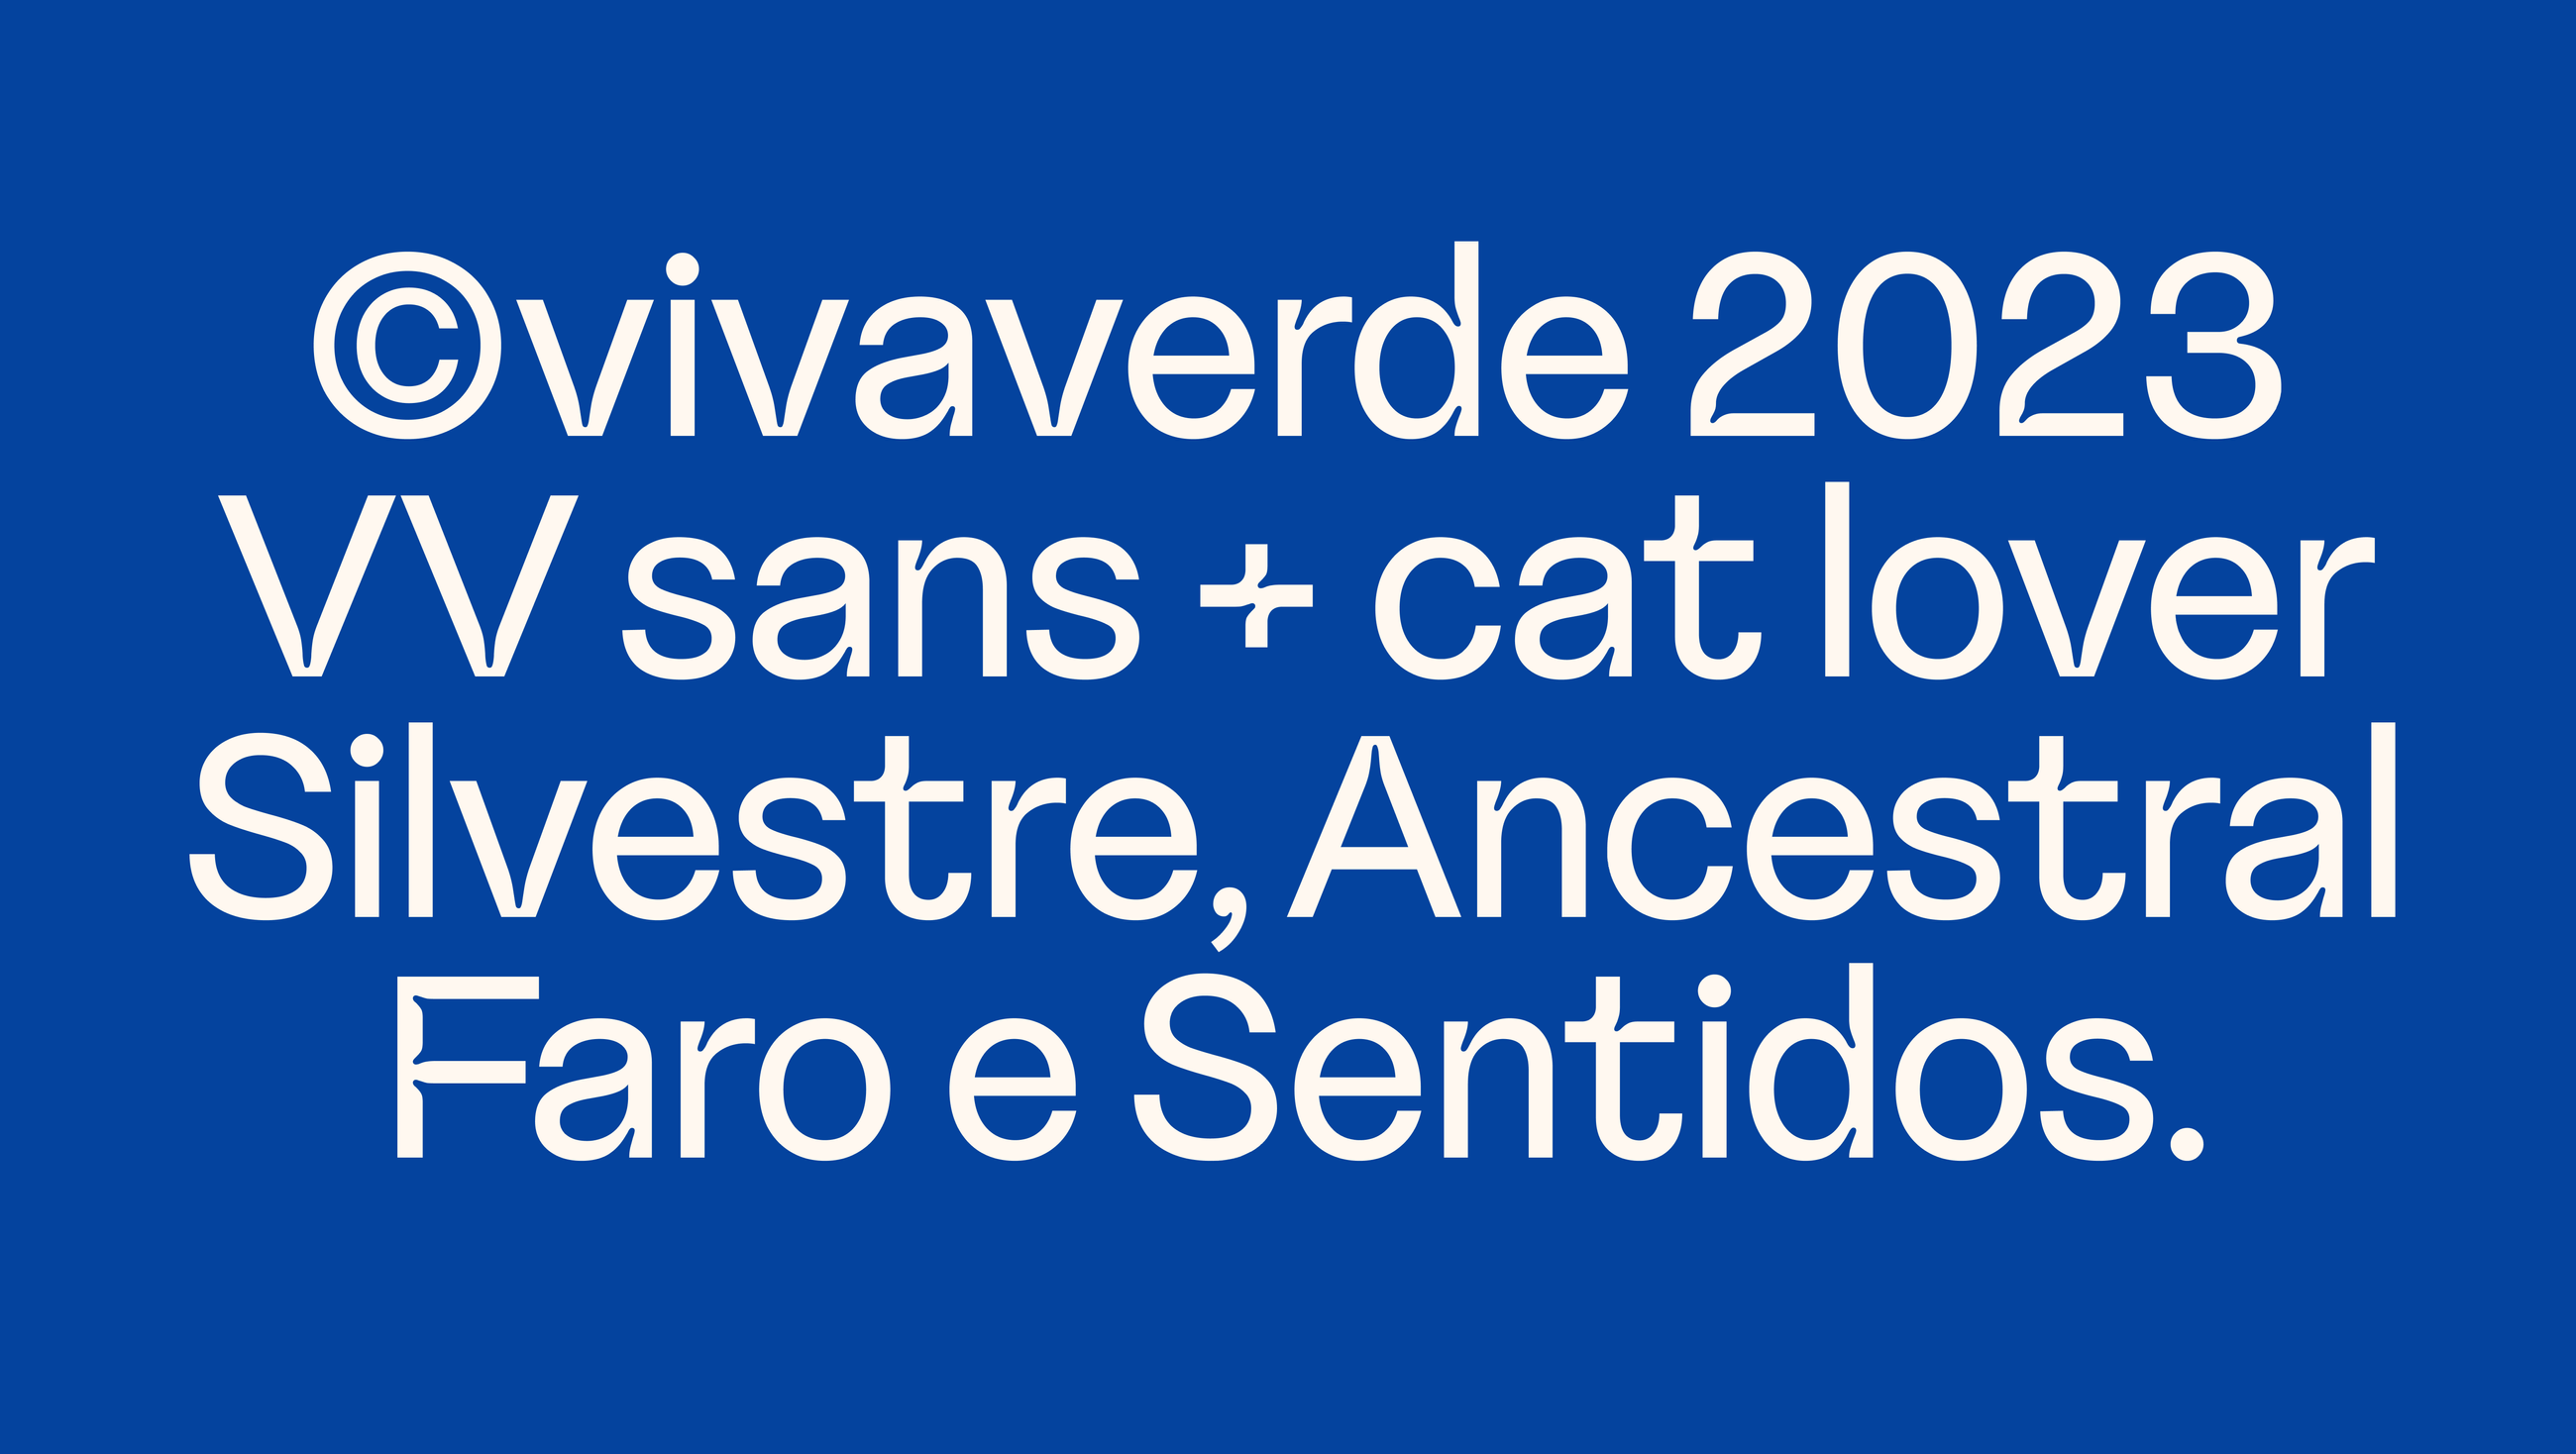 ©vivaverde 2023
VV sans + cat lover
Silvestre, Ancestral
Faro e Sentidos.